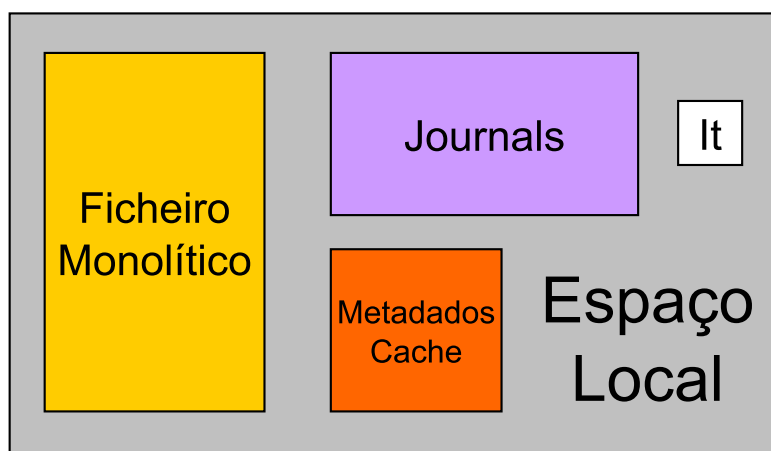 Ficheiro
Monolítico
Journals
It
Metadados
Cache
Espaço
Local